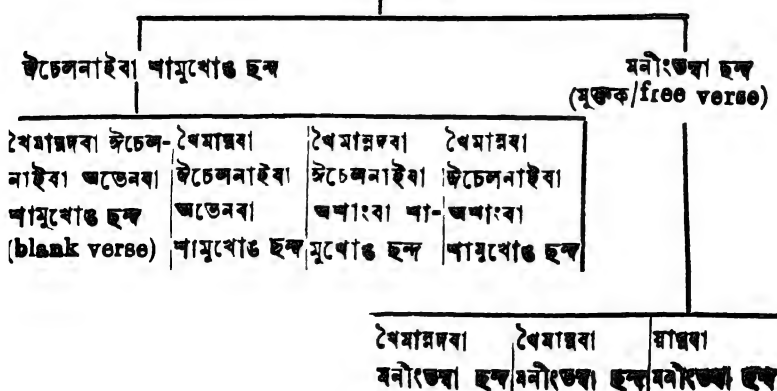 ঈচেলনাইবা শামুখোঙ ছন্দ মনীংতম্বা ছন্দ
(মুক্তক/free verse)
খৈমান্নদবা ঈচেল- খৈমান্নবা খৈমান্নদবা খৈমান্নবা
নাইবা অতেনবা ঈচেলনাইবা ঈচেলনাইবা ঈচেলনাইবা
শামুখোঙ ছন্দ অতেনবা অশাংবা শা- অশাংবা
(blank verse) শামুখোঙ ছন্দ মুখোঙ ছন্দ শামুখোঙ ছন্দ
খৈমান্নদবা খৈমান্নবা মান্নবা
মনীংতম্বা ছন্দ মনীংতম্বা ছন্দ মনীংতম্বা ছন্দ